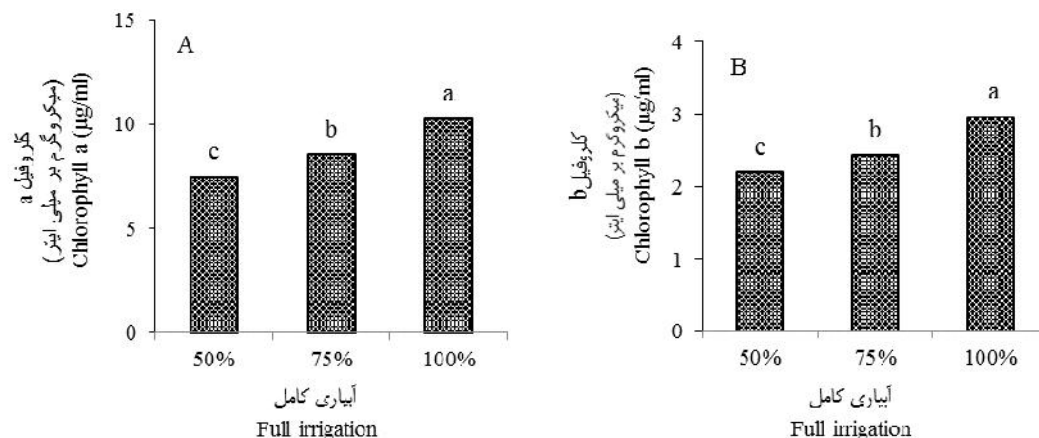 A
15
10
5
0
c
b
a
50%
75%
100%
آبیاری کامل
Full irrigation
کلروفیل a
(میکروگرم بر میلی لیتر)
Chlorophyll a (µg/ml)
B
4
3
2
1
0
c
b
a
50%
75%
100%
آبیاری کامل
Full irrigation
کلروفیل b
(میکروگرم بر میلی لیتر)
Chlorophyll b (µg/ml)